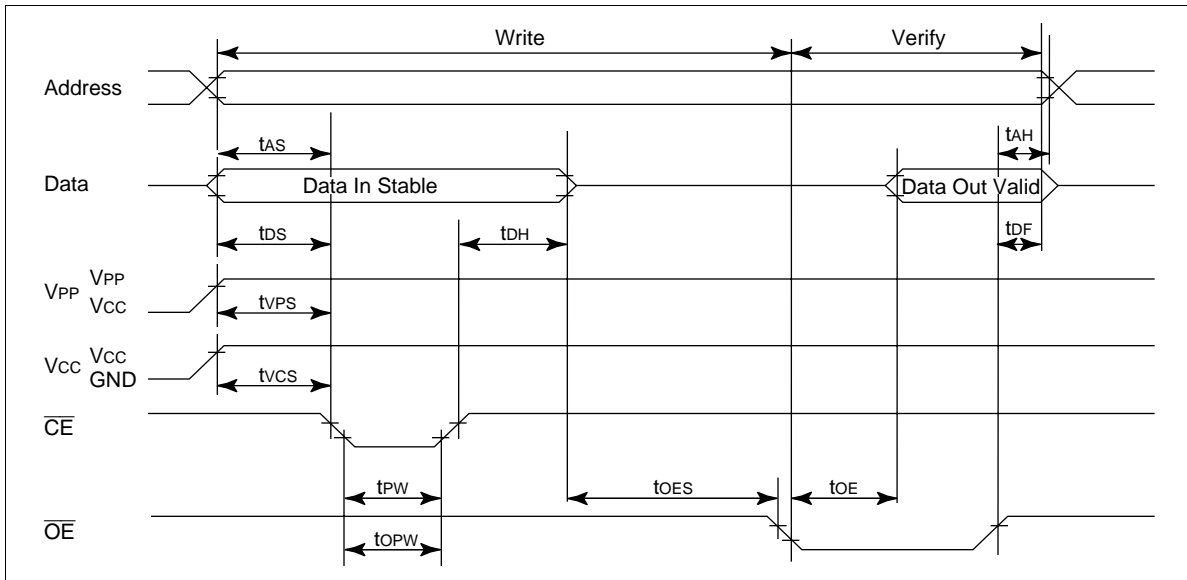 Write Verify
Address
tAS tAH
Data Data In Stable Data Out Valid
tDS tDH tDF
VPP VPP
VCC
tVPS
VCC VCC
GND
tVCS
CE
tPW tOES tOE
OE
tOPW